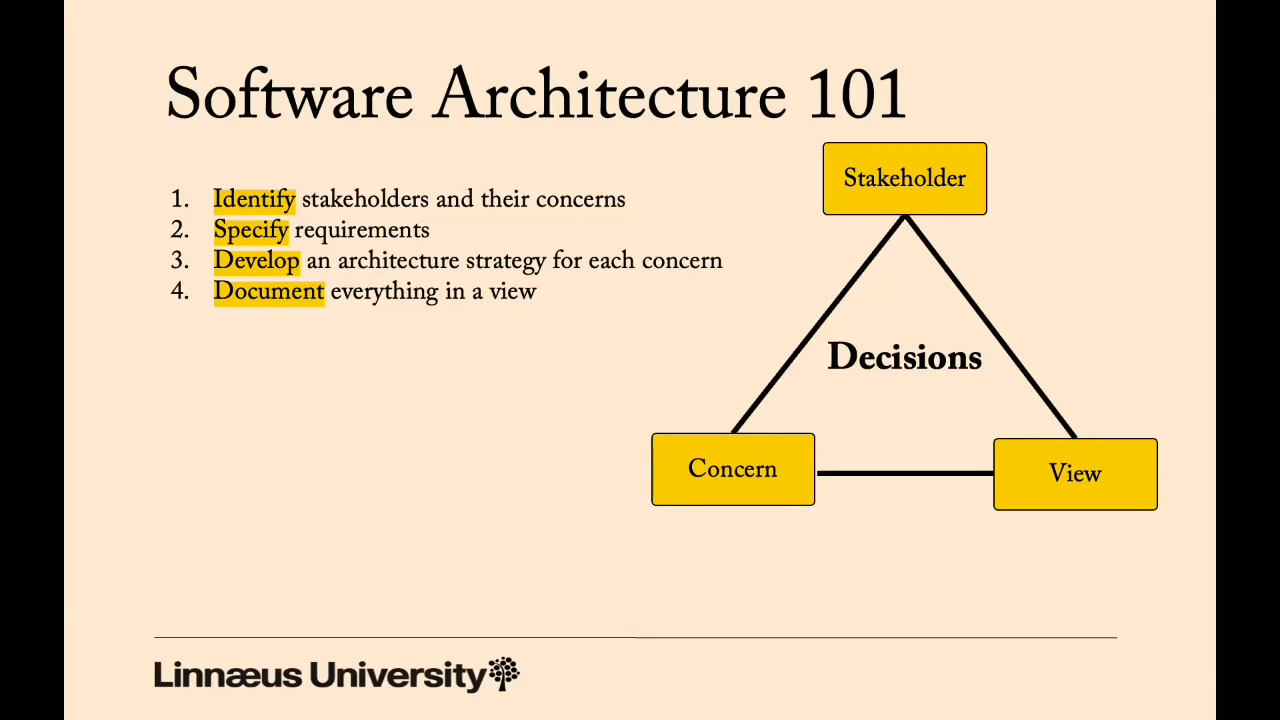 Software Architecture 101
1. Identify stakeholders and their concerns
2. Specify requirements
3. Develop an architecture strategy for each concern
4. Document everything in a view
Stakeholder
Decisions
Concern
View
Linnæus University